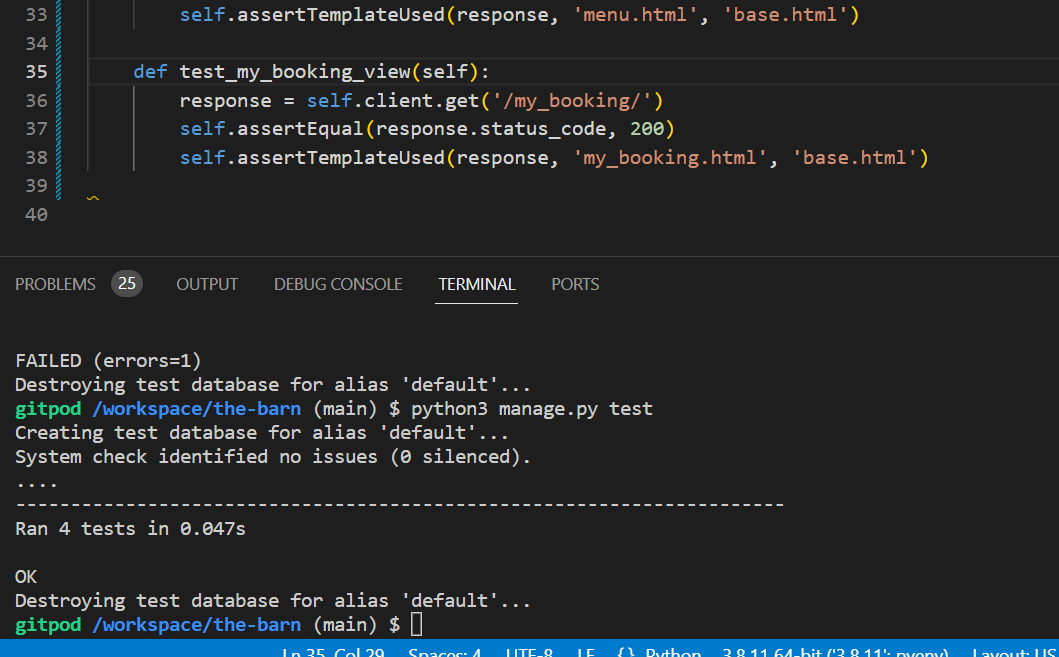 33 self.assertTemplateUsed(response, 'menu.html', 'base.html')
34
35 def test_my_booking_view(self):
36 response = self.client.get('/my_booking/')
37 self.assertEqual(response.status_code, 200)
38 self.assertTemplateUsed(response, 'my_booking.html', 'base.html')
39
40
PROBLEMS 25 OUTPUT DEBUG CONSOLE TERMINAL PORTS
FAILED (errors=1)
Destroying test database for alias 'default'...
gitpod /workspace/the-barn (main) $ python3 manage.py test
Creating test database for alias 'default'...
System check identified no issues (0 silenced).
....
----------------------------------------------------------------------
Ran 4 tests in 0.047s
OK
Destroying test database for alias 'default'...
gitpod /workspace/the-barn (main) $
Ln 35, Col 29 Spaces: 4 UTF-8 LF {} Python 3.8.11 64-bit ('3.8.11': pyenv) Layout: US